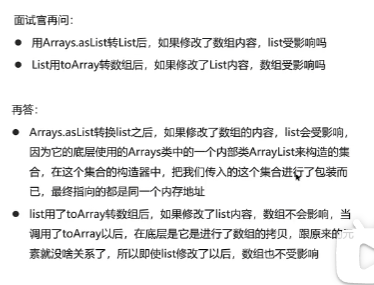 面试官再问：
● 用Arrays.asList转List后，如果修改了数组内容，list受影响吗
● List用toArray转数组后，如果修改了List内容，数组受影响吗
再答：
● Arrays.asList转换list之后，如果修改了数组的内容，list会受影响，
因为它的底层使用的Arrays类中的一个内部类ArrayList来构造的集
合，在这个集合的构造器中，把我们传入的这个集合进行了包装而
已，最终指向的都是同一个内存地址
● list用了toArray转数组后，如果修改了list内容，数组不会影响，当
调用了toArray以后，在底层是它是进行了数组的拷贝，跟原来的元
素就没啥关系了，所以即使list修改了以后，数组也不受影响